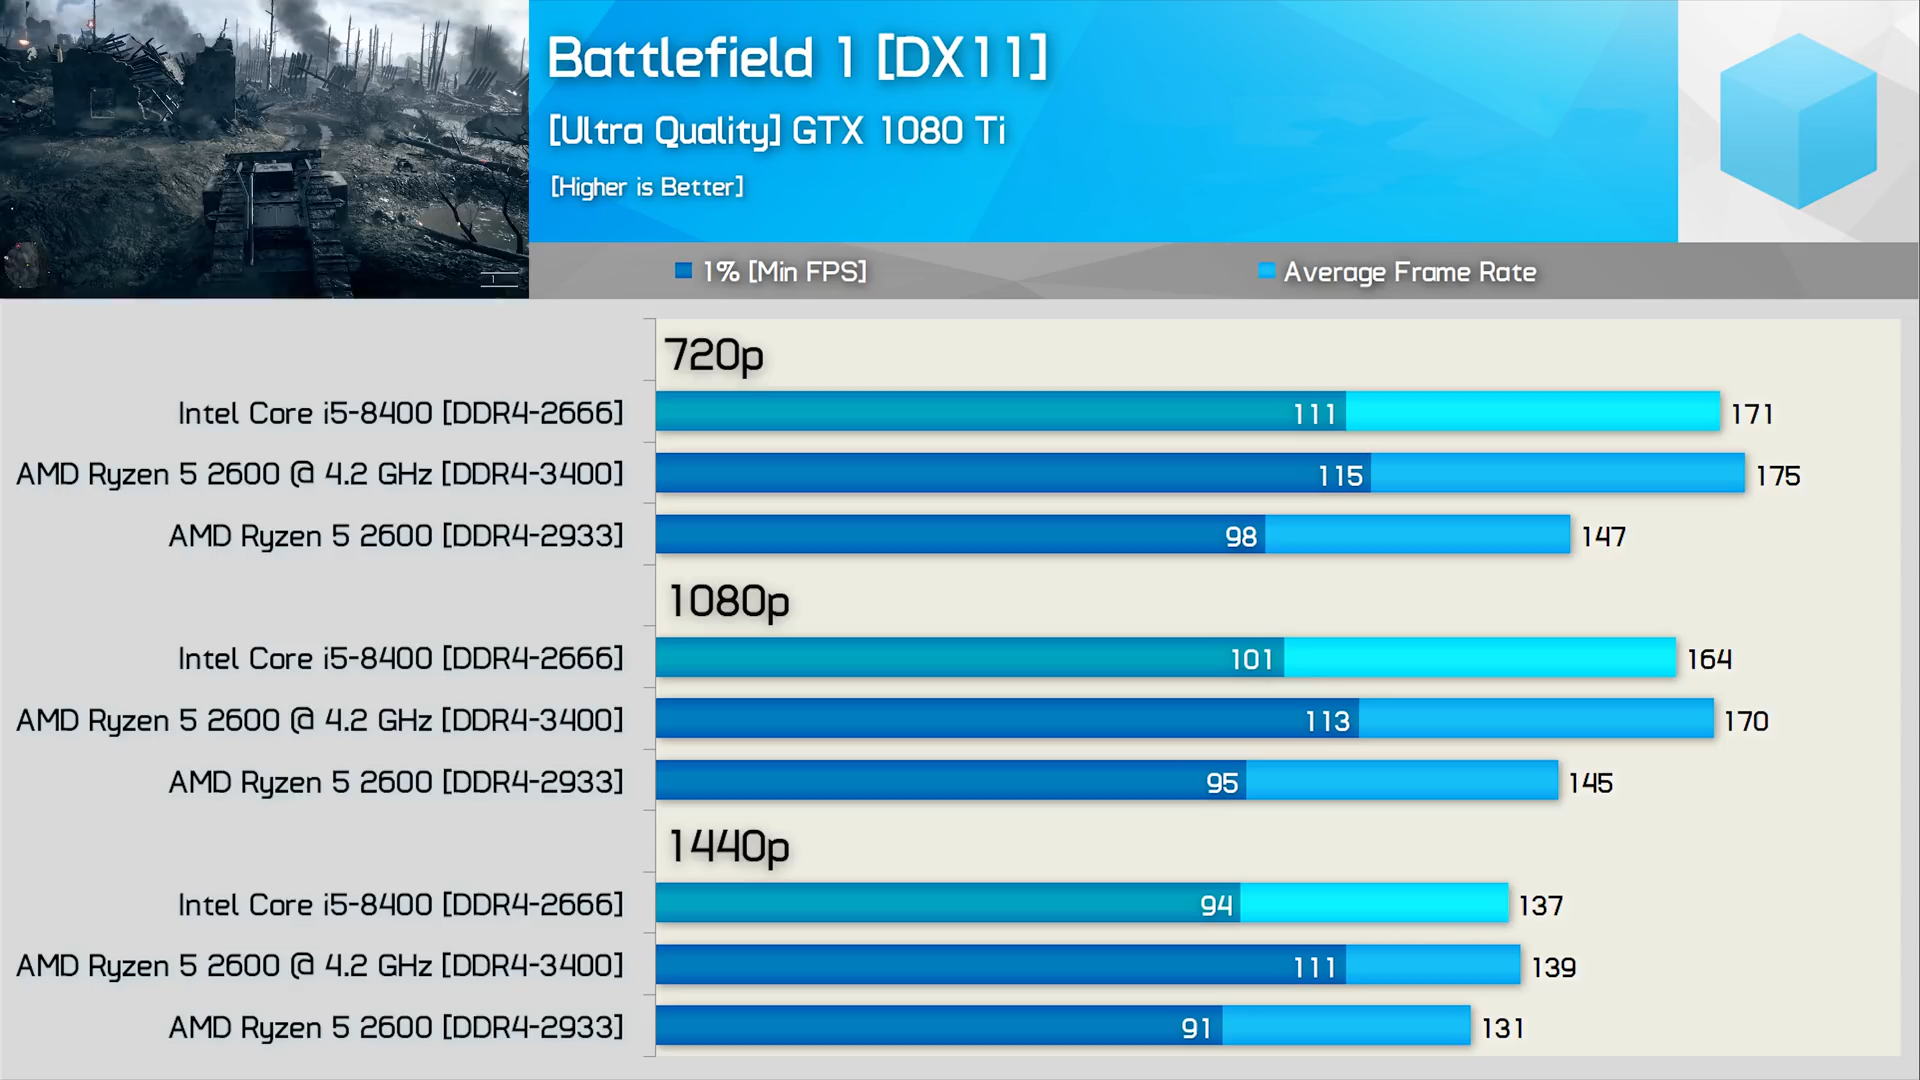 Battlefield 1 [DX11]
[Ultra Quality] GTX 1080 Ti
[Higher is Better]
1% [Min FPS] Average Frame Rate
720p
Intel Core i5-8400 [DDR4-2666] 111 171
AMD Ryzen 5 2600 @ 4.2 GHz [DDR4-3400] 115 175
AMD Ryzen 5 2600 [DDR4-2933] 98 147
1080p
Intel Core i5-8400 [DDR4-2666] 101 164
AMD Ryzen 5 2600 @ 4.2 GHz [DDR4-3400] 113 170
AMD Ryzen 5 2600 [DDR4-2933] 95 145
1440p
Intel Core i5-8400 [DDR4-2666] 94 137
AMD Ryzen 5 2600 @ 4.2 GHz [DDR4-3400] 111 139
AMD Ryzen 5 2600 [DDR4-2933] 91 131